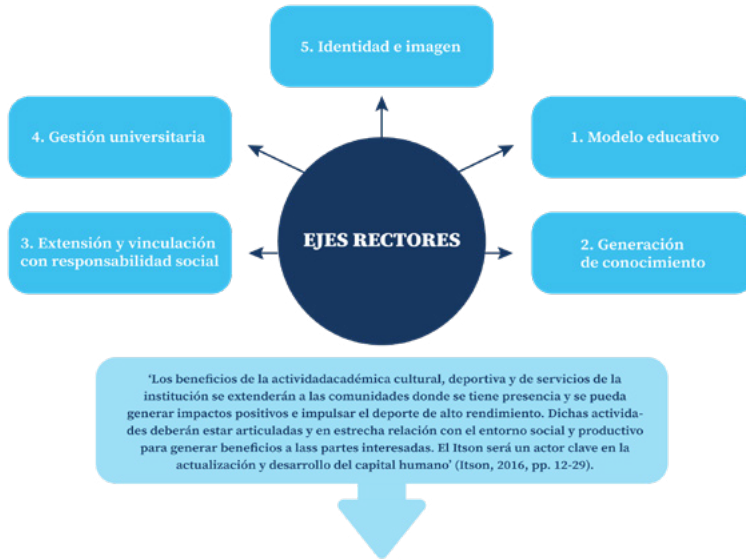 5. Identidad e imagen
4. Gestión universitaria
1. Modelo educativo
EJES RECTORES
3. Extensión y vinculación
con responsabilidad social
2. Generación
de conocimiento
‘Los beneficios de la actividadacadémica cultural, deportiva y de servicios de la
institución se extenderán a las comunidades donde se tiene presencia y se pueda
generar impactos positivos e impulsar el deporte de alto rendimiento. Dichas activida-
des deberán estar articuladas y en estrecha relación con el entorno social y productivo
para generar beneficios a lass partes interesadas. El Itson será un actor clave en la
actualización y desarrollo del capital humano’ (Itson, 2016, pp. 12-29).